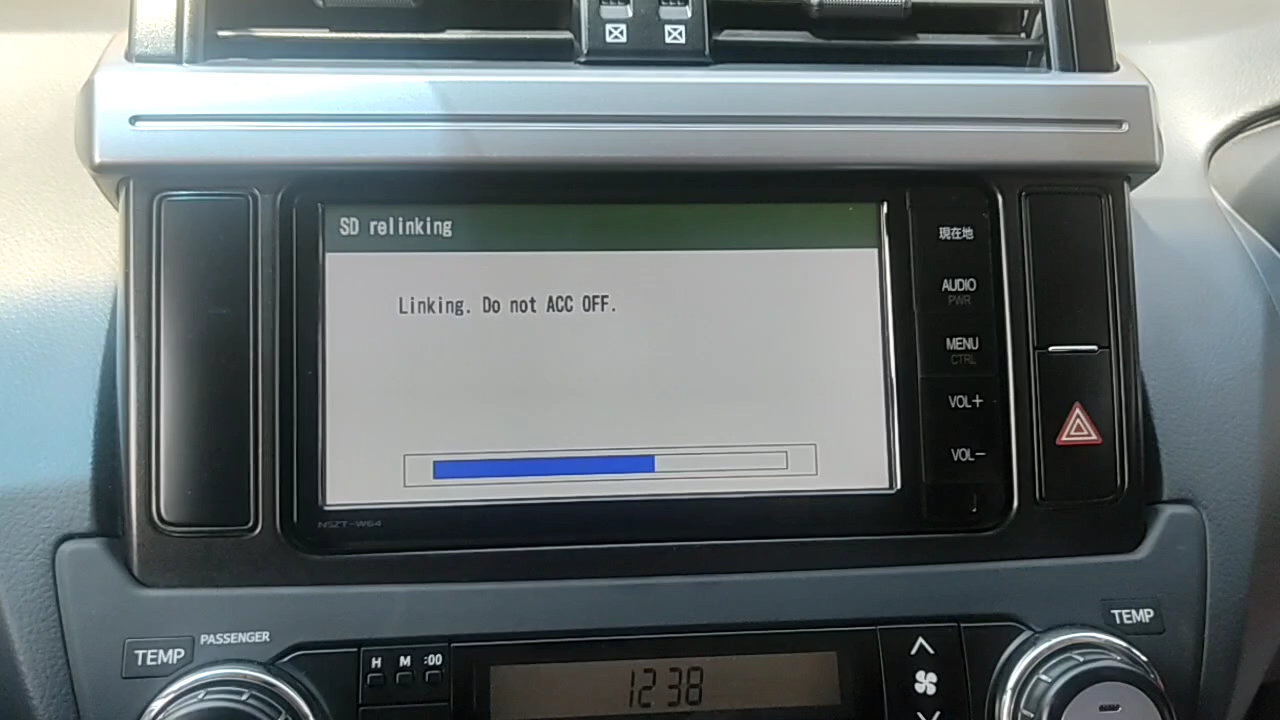 SD relinking
Linking. Do not ACC OFF.
現在地
AUDIO
PWR
MENU
CTRL
VOL+
VOL-
NSZT-W64
TEMP
PASSENGER
H M :00
12 38
TEMP